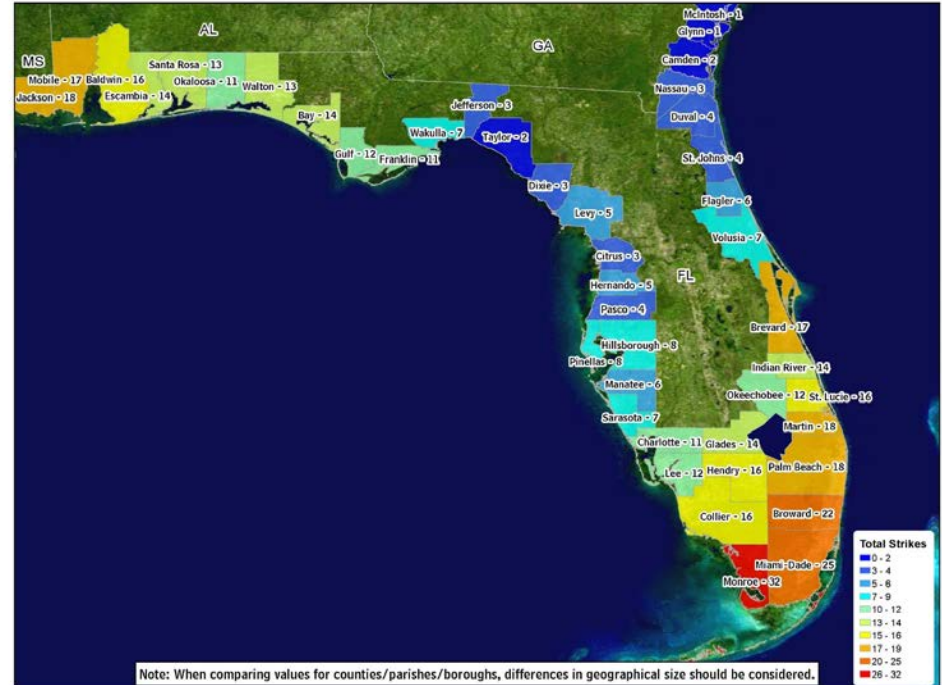 McIntosh - 1
Glynn - 1
AL
GA
MS
Camden - 2
Santa Rosa - 13
Mobile - 17
Baldwin - 16
Okaloosa - 11
Walton - 13
Nassau - 3
Jackson - 18
Escambia - 14
Jefferson - 3
Bay - 14
Duval - 4
Wakulla - 7
Taylor - 2
Gulf - 12
Franklin - 11
St. Johns - 4
Dixie - 3
Flagler - 6
Levy - 5
Volusia - 7
Citrus - 3
FL
Hernando - 5
Pasco - 4
Brevard - 17
Hillsborough - 8
Pinellas - 8
Indian River - 14
Manatee - 6
Okeechobee - 12
St. Lucie - 16
Sarasota - 7
Martin - 18
Charlotte - 11
Glades - 14
Lee - 12
Hendry - 16
Palm Beach - 18
Collier - 16
Broward - 22
Miami-Dade - 25
Monroe - 32
Total Strikes
0 - 2
3 - 4
5 - 6
7 - 9
10 - 12
13 - 14
15 - 16
17 - 19
20 - 25
26 - 32
Note: When comparing values for counties/parishes/boroughs, differences in geographical size should be considered.